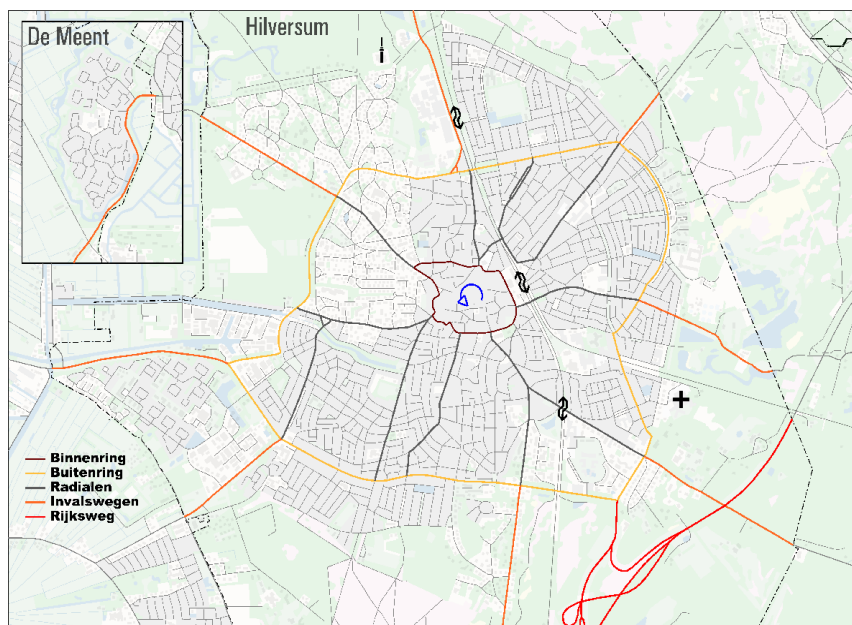 De Meent
Hilversum
Binnenring
Buitenring
Radialen
Invalswegen
Rijksweg